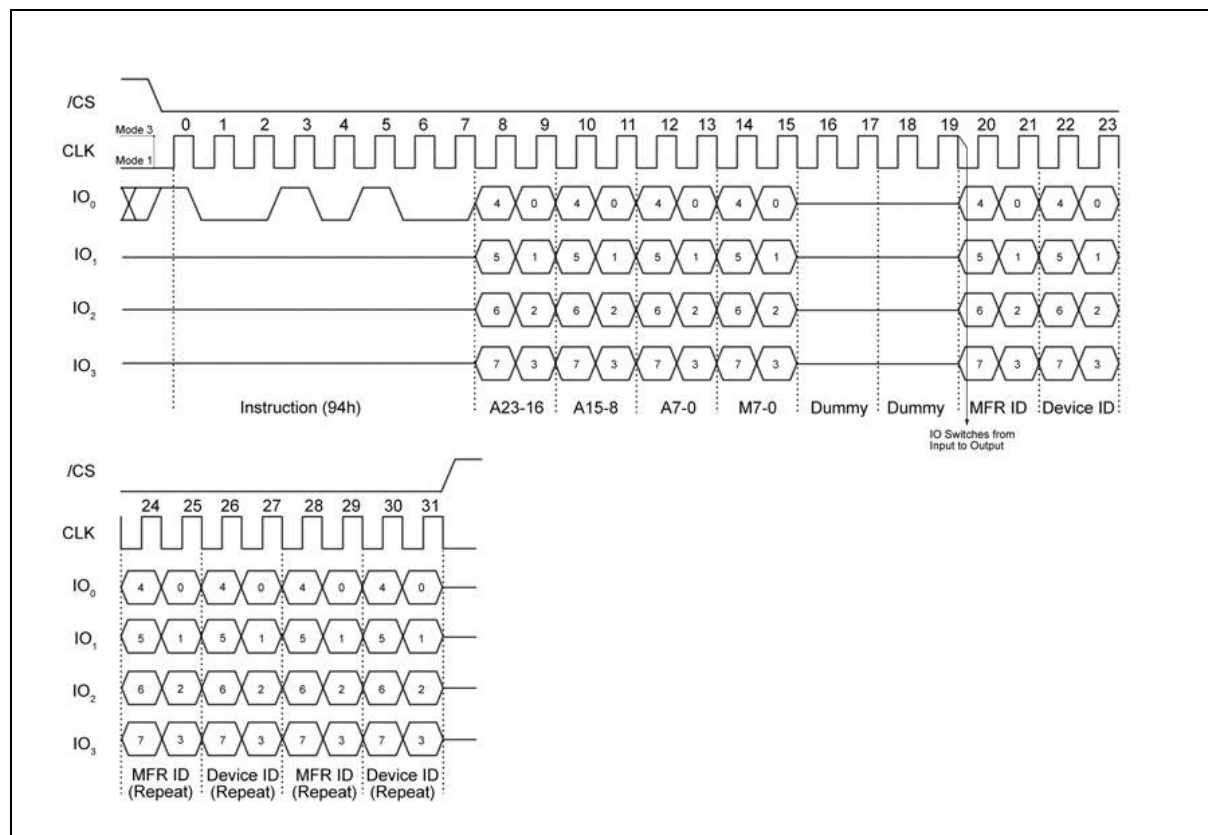 /CS
Mode 3
0 1 2 3 4 5 6 7 8 9 10 11 12 13 14 15 16 17 18 19 20 21 22 23
CLK
Mode 1
IO0 4 0 4 0 4 0 4 0 4 0 4 0
IO1 5 1 5 1 5 1 5 1 5 1 5 1
IO2 6 2 6 2 6 2 6 2 6 2 6 2
IO3 7 3 7 3 7 3 7 3 7 3 7 3
Instruction (94h) A23-16 A15-8 A7-0 M7-0 Dummy Dummy MFR ID Device ID
IO Switches from
Input to Output
/CS
24 25 26 27 28 29 30 31
CLK
IO0 4 0 4 0 4 0 4 0
IO1 5 1 5 1 5 1 5 1
IO2 6 2 6 2 6 2 6 2
IO3 7 3 7 3 7 3 7 3
MFR ID Device ID MFR ID Device ID
(Repeat) (Repeat) (Repeat) (Repeat)